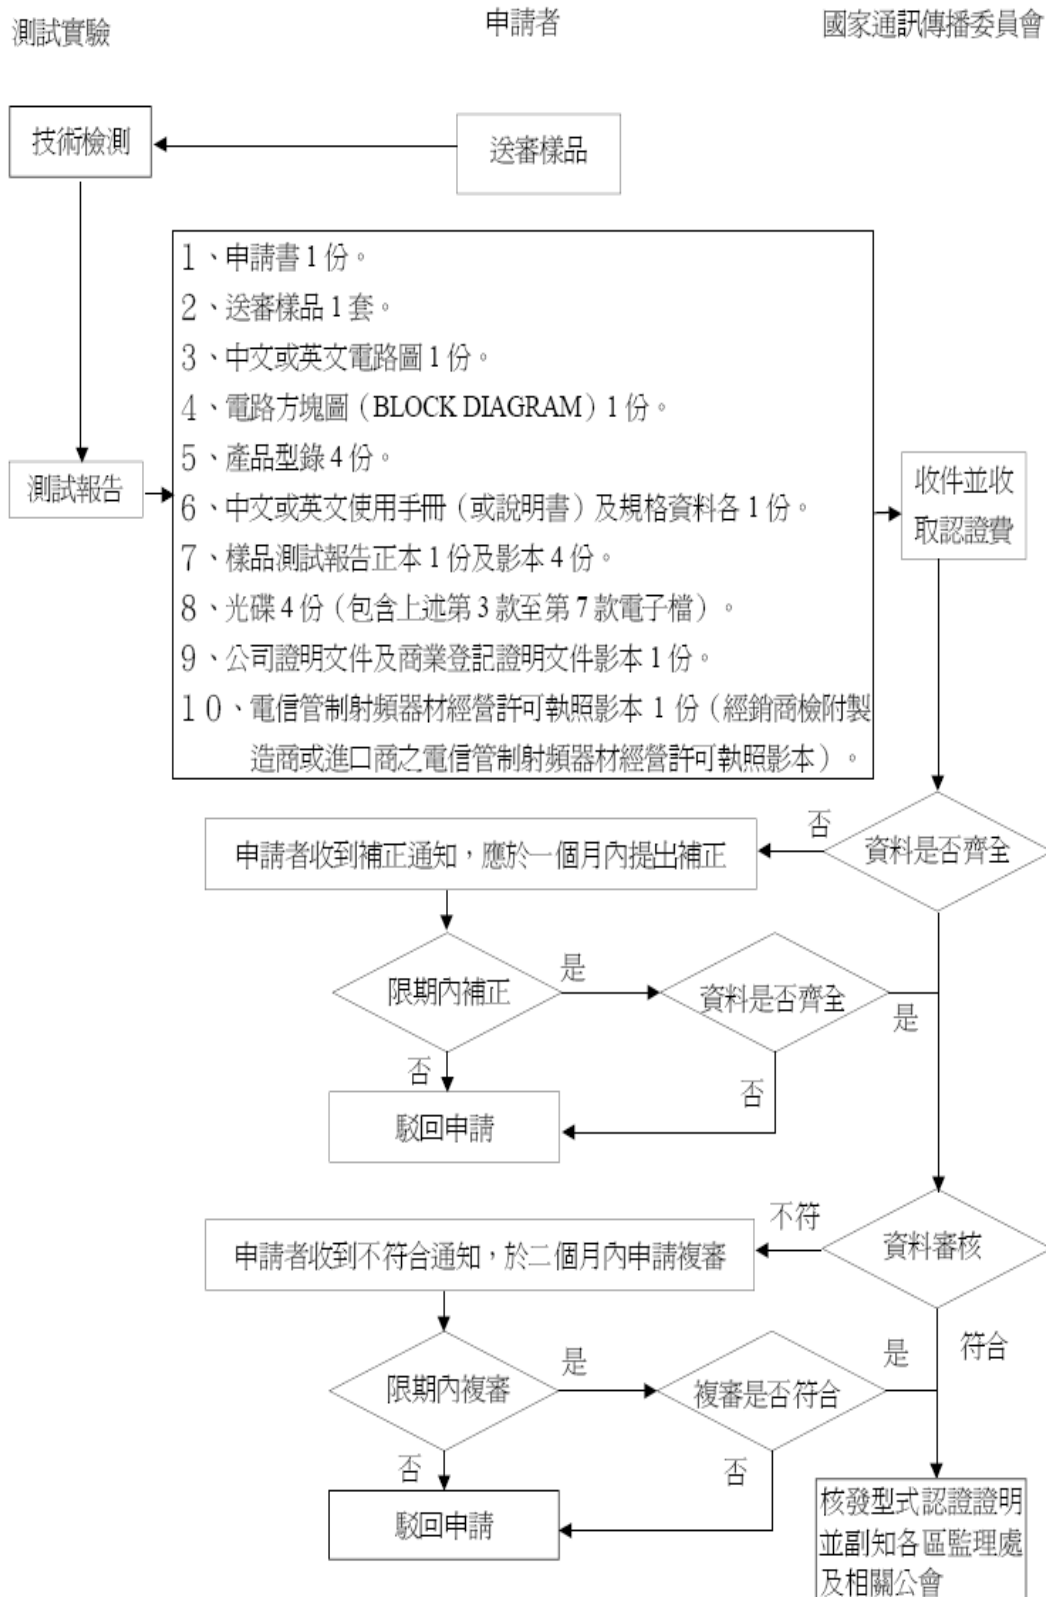 測試實驗
申請者
國家通訊傳播委員會
技術檢測
送審樣品
1、申請書1份。
2、送審樣品1套。
3、中文或英文電路圖1份。
4、電路方塊圖（BLOCK DIAGRAM）1份。
5、產品型錄4份。
6、中文或英文使用手冊（或說明書）及規格資料各1份。
7、樣品測試報告正本1份及影本4份。
8、光碟4份（包含上述第3款至第7款電子檔）。
9、公司證明文件及商業登記證明文件影本1份。
10、電信管制射頻器材經營許可執照影本1份（經銷商檢附製
造商或進口商之電信管制射頻器材經營許可執照影本）。
測試報告
收件並收
取認證費
否
資料是否齊全
申請者收到補正通知，應於一個月內提出補正
限期內補正
是
資料是否齊全
是
否
否
駁回申請
不符
資料審核
申請者收到不符合通知，於二個月內申請複審
符合
限期內複審
是
複審是否符合
是
否
否
駁回申請
核發型式認證證明
並副知各區監理處
及相關公會